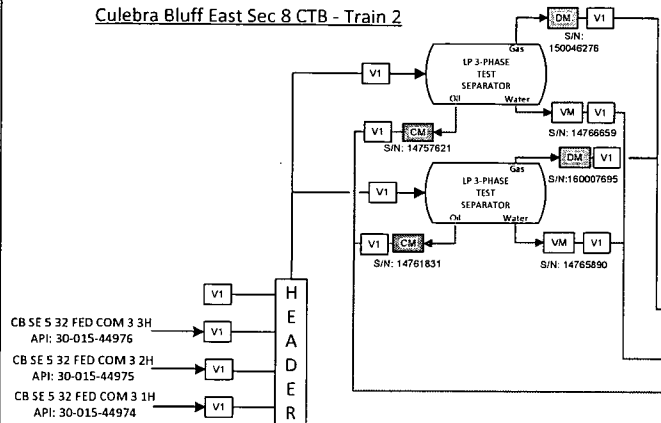 Culebra Bluff East Sec 8 CTB - Train 2
DM
V1
S/N:
150046276
Gas
V1
LP 3-PHASE
TEST
SEPARATOR
Oil
Water
V1
CM
S/N: 14757621
VM
V1
S/N: 14766659
Gas
DM
V1
S/N:160007695
V1
LP 3-PHASE
TEST
SEPARATOR
Oil
Water
V1
CM
S/N: 14761831
VM
V1
S/N: 14765890
V1
CB SE 5 32 FED COM 3 3H
API: 30-015-44976
V1
CB SE 5 32 FED COM 3 2H
API: 30-015-44975
V1
CB SE 5 32 FED COM 3 1H
API: 30-015-44974
V1
H
E
A
D
E
R